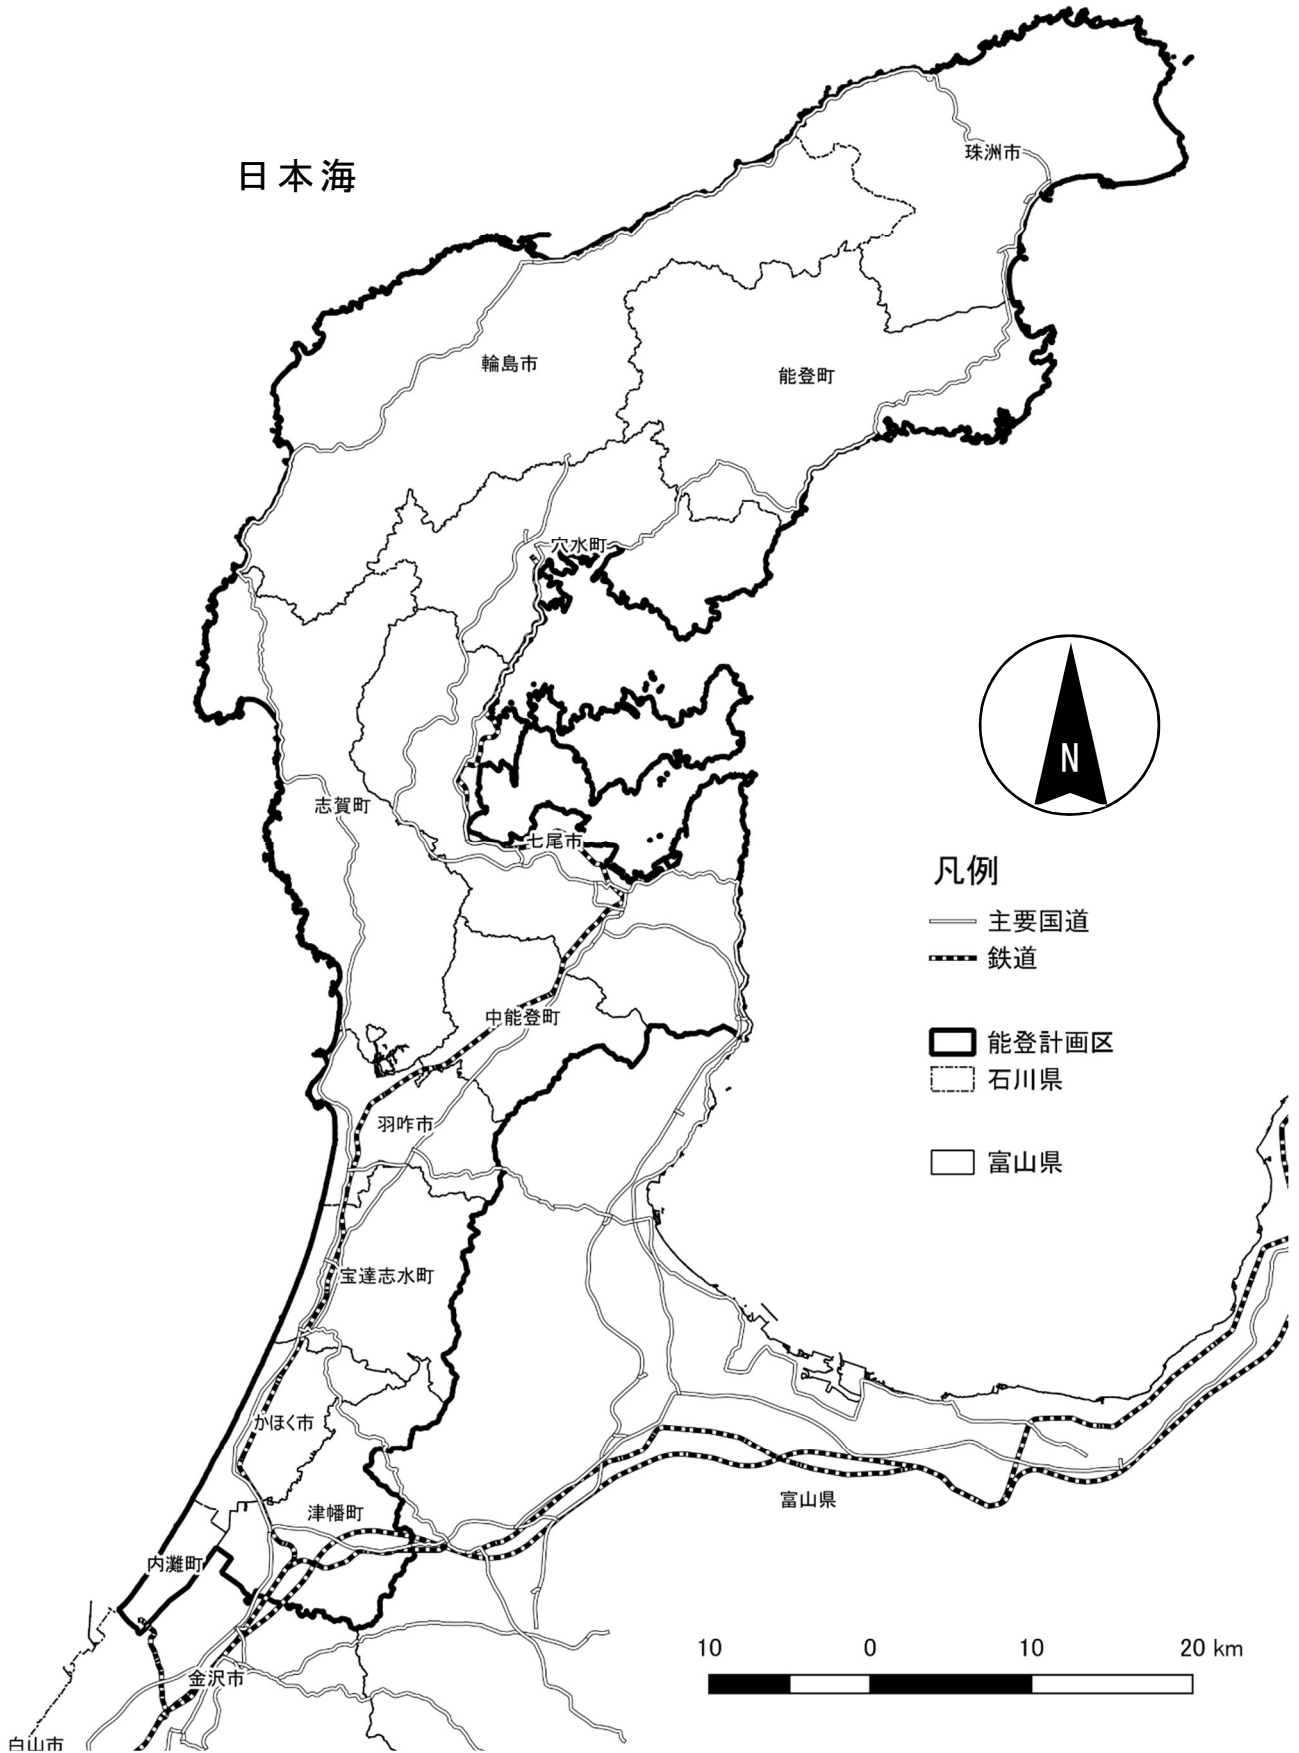 日本海
珠洲市
輪島市
能登町
穴水町
N
志賀町
七尾市
凡例
主要国道
鉄道
中能登町
能登計画区
石川県
羽咋市
富山県
宝達志水町
かほく市
富山県
津幡町
内灘町
10 0 10 20 km
金沢市
白山市